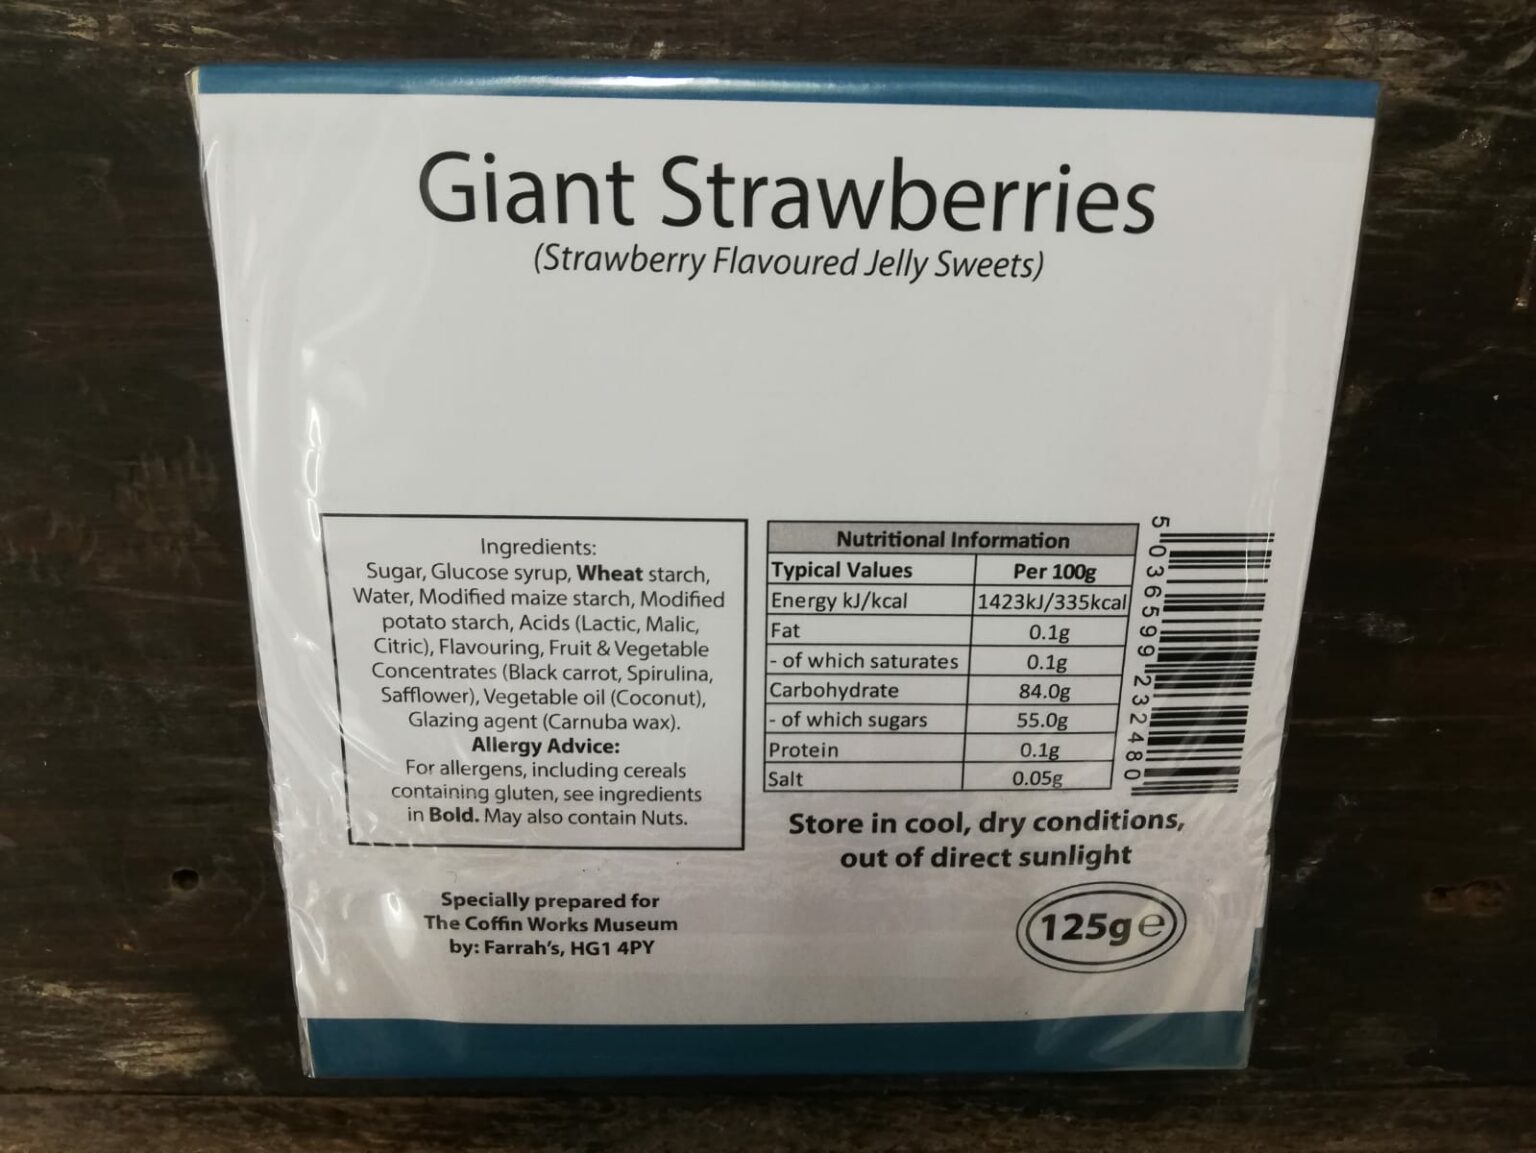 Giant Strawberries
(Strawberry Flavoured Jelly Sweets)
Ingredients:
Sugar, Glucose syrup, Wheat starch,
Water, Modified maize starch, Modified
potato starch, Acids (Lactic, Malic,
Citric), Flavouring, Fruit & Vegetable
Concentrates (Black carrot, Spirulina,
Safflower), Vegetable oil (Coconut),
Glazing agent (Carnuba wax).
Allergy Advice:
For allergens, including cereals
containing gluten, see ingredients
in Bold. May also contain Nuts.
Nutritional Information
Typical Values Per 100g
Energy kJ/kcal 1423kJ/335kcal
Fat 0.1g
- of which saturates 0.1g
Carbohydrate 84.0g
- of which sugars 55.0g
Protein 0.1g
Salt 0.05g
5 036599 232480
Store in cool, dry conditions,
out of direct sunlight
Specially prepared for
The Coffin Works Museum
by: Farrah's, HG1 4PY
125g e